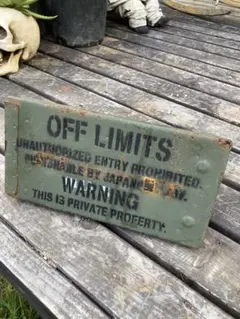 OFF LIMITS
UNAUTHORIZED ENTRY PROHIBITED.
PUNISHABLE BY JAPANESE LAW.
WARNING
THIS IS PRIVATE PROPERTY.